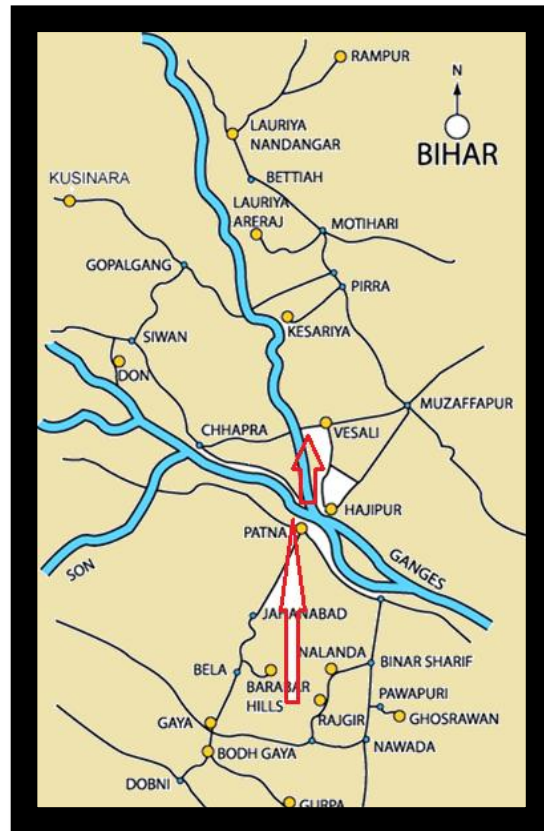 RAMPUR
N
BIHAR
LAURIYA
NANDANGAR
BETTIAH
KUSINARA
LAURIYA
ARERAJ
MOTIHARI
GOPALGANG
PIRRA
KESARIYA
SIWAN
DON
MUZAFFAPUR
CHHAPRA
VESALI
HAJIPUR
PATNA
SON
GANGES
JAHANABAD
NALANDA
BINAR SHARIF
BELA
BARABAR
HILLS
PAWAPURI
RAJGIR
GHOSRAWAN
GAYA
NAWADA
BODH GAYA
DOBNI
GURPA